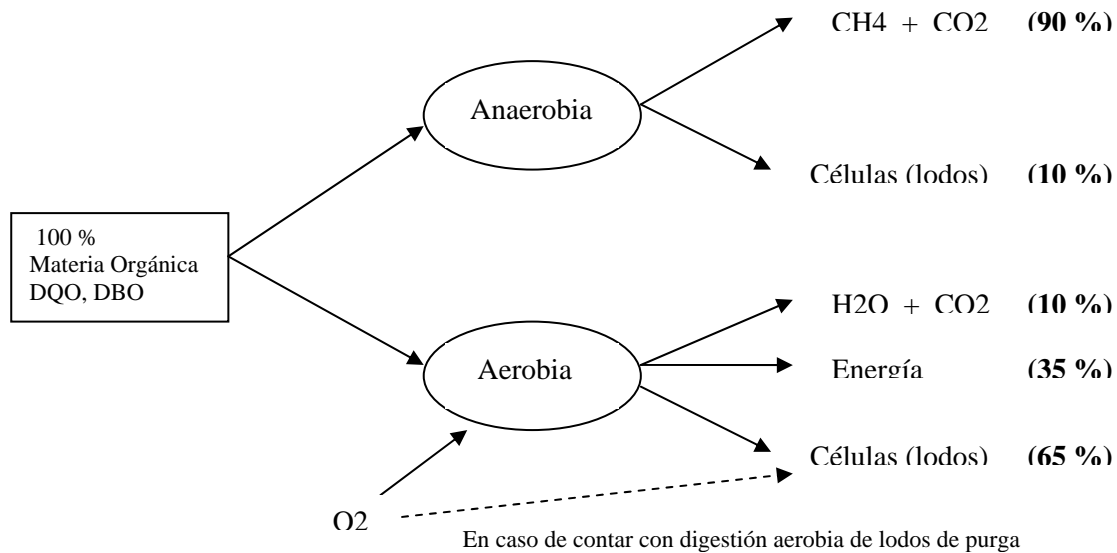 CH4 + CO2 (90 %)
Anaerobia
Células (lodos) (10 %)
100 %
Materia Orgánica
DQO, DBO
H2O + CO2 (10 %)
Aerobia
Energía (35 %)
Células (lodos) (65 %)
O2
En caso de contar con digestión aerobia de lodos de purga